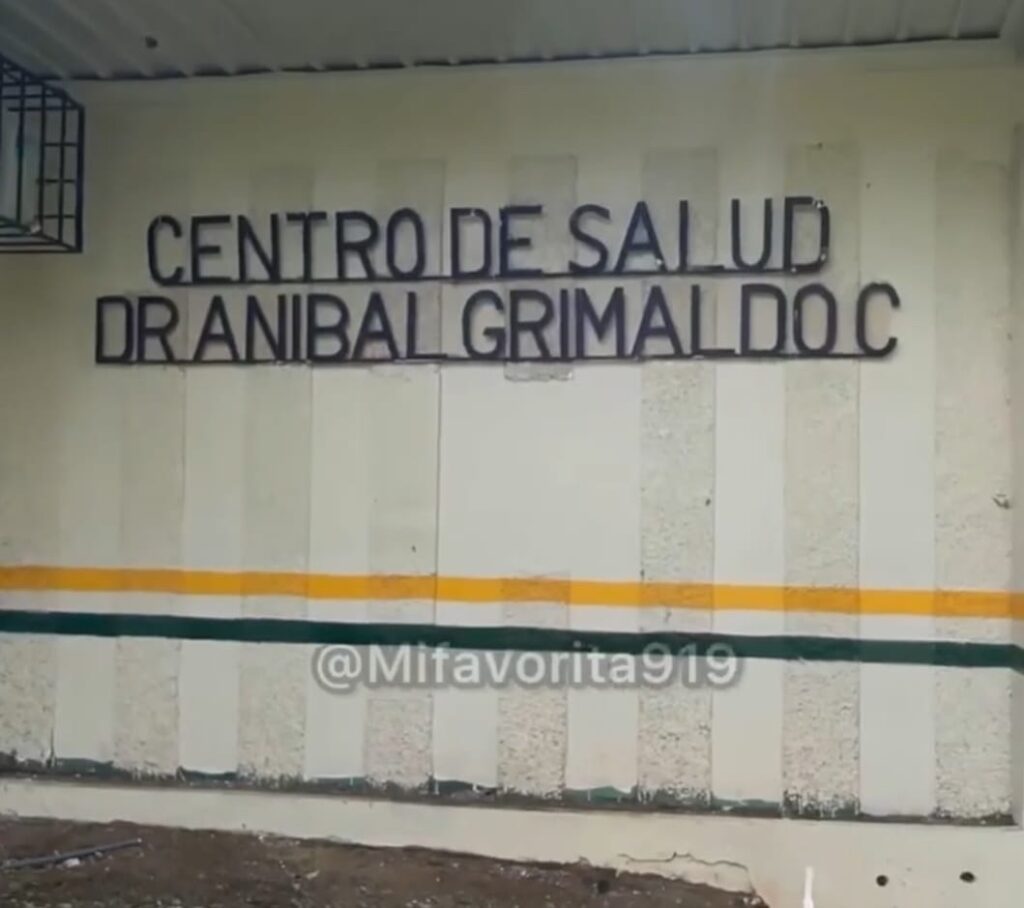 CENTRO DE SALUD
DR ANIBAL GRIMALDO C
@Mifavorita919